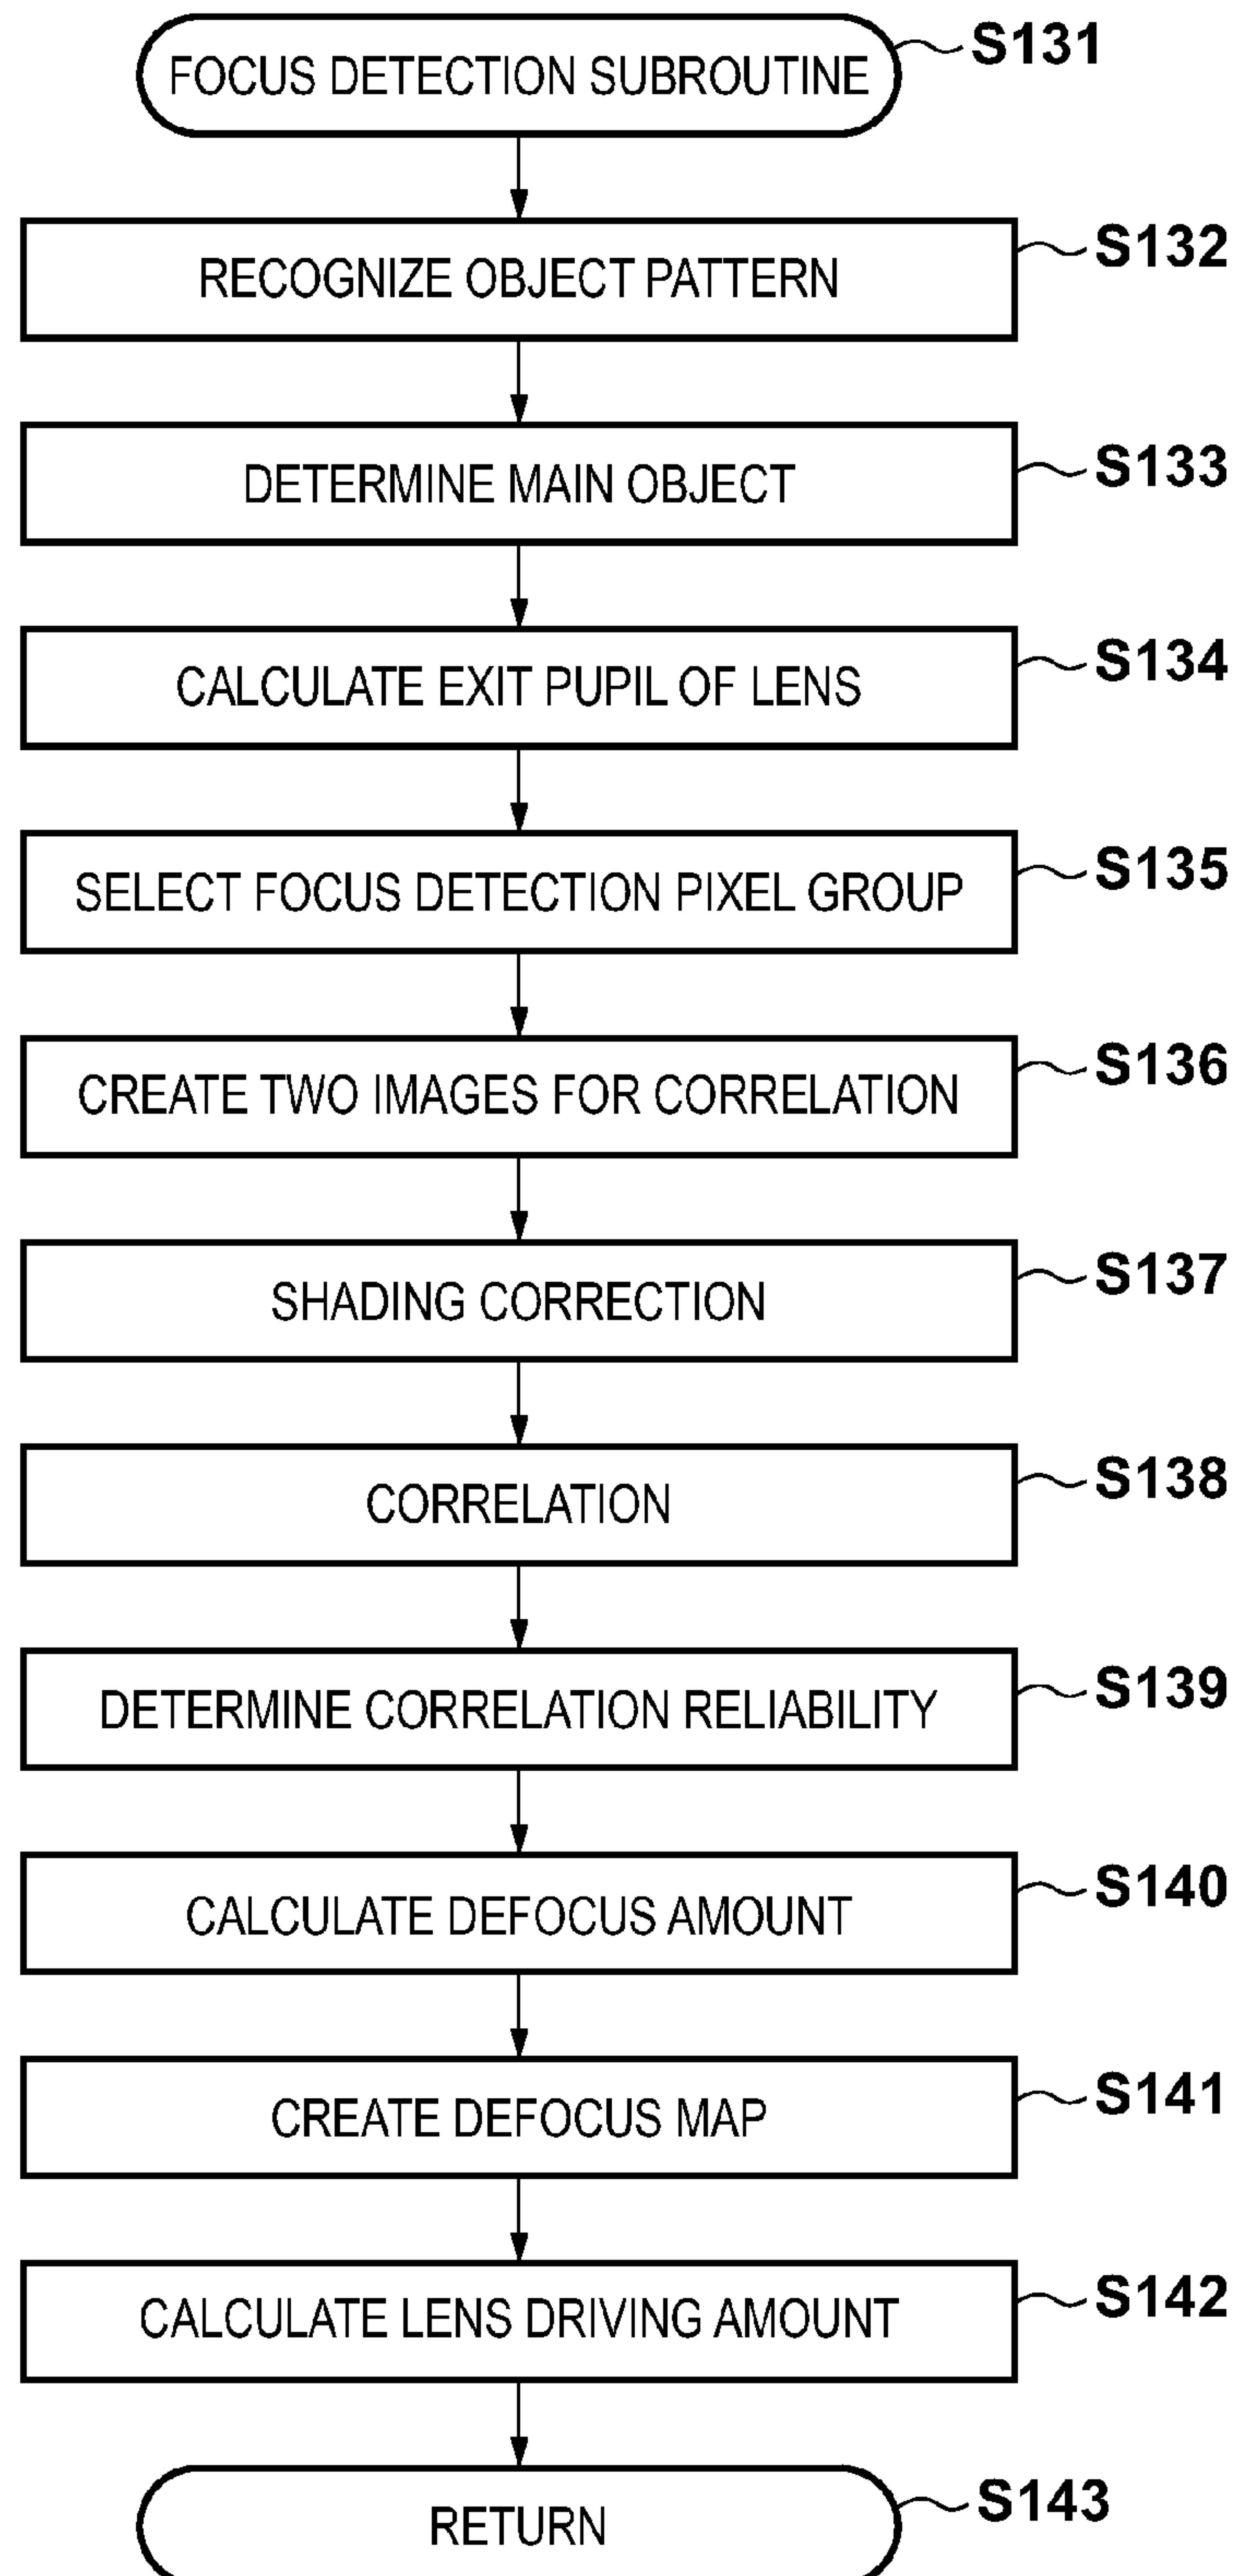 FOCUS DETECTION SUBROUTINE S131
RECOGNIZE OBJECT PATTERN S132
DETERMINE MAIN OBJECT S133
CALCULATE EXIT PUPIL OF LENS S134
SELECT FOCUS DETECTION PIXEL GROUP S135
CREATE TWO IMAGES FOR CORRELATION S136
SHADING CORRECTION S137
CORRELATION S138
DETERMINE CORRELATION RELIABILITY S139
CALCULATE DEFOCUS AMOUNT S140
CREATE DEFOCUS MAP S141
CALCULATE LENS DRIVING AMOUNT S142
RETURN S143